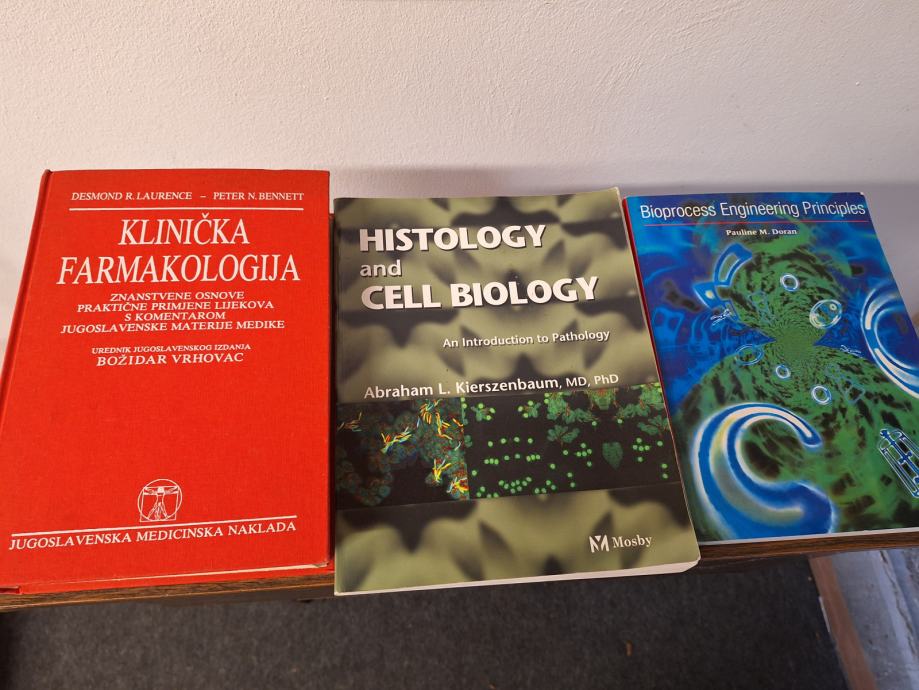 DESMOND R. LAURENCE – PETER N. BENNETT
KLINIČKA
FARMAKOLOGIJA
ZNANSTVENE OSNOVE
PRAKTIČNE PRIMJENE LIJEKOVA
S KOMENTAROM
JUGOSLAVENSKE MATERIJE MEDIKE
UREDNIK JUGOSLAVENSKOG IZDANJA
BOŽIDAR VRHOVAC
JUGOSLAVENSKA MEDICINSKA NAKLADA
HISTOLOGY
and
CELL BIOLOGY
An Introduction to Pathology
Abraham L. Kierszenbaum, MD, PhD
Mosby
Bioprocess Engineering Principles
Pauline M. Doran